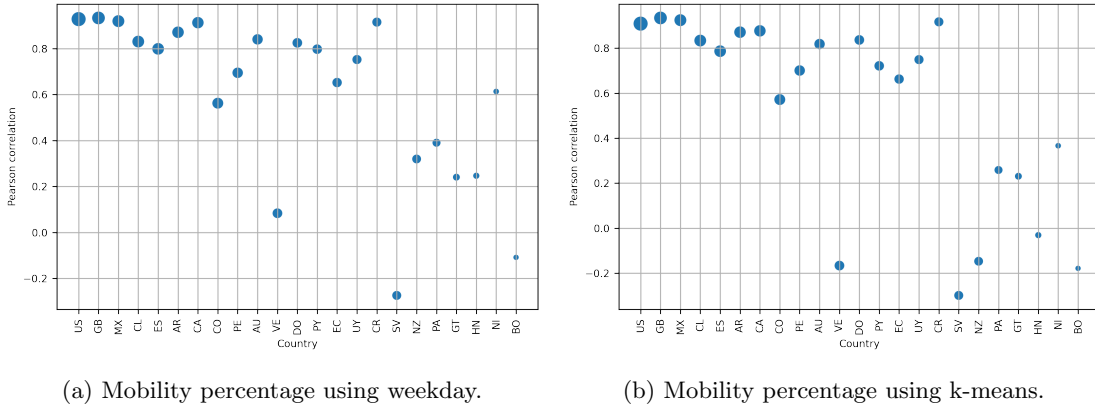 0.8
0.6
0.4
0.2
0.0
−0.2
Pearson correlation
US GB MX CL ES AR CA CO PE AU VE DO PY EC UY CR SV NZ PA GT HN NI BO
Country
(a) Mobility percentage using weekday.
0.8
0.6
0.4
0.2
0.0
−0.2
Pearson correlation
US GB MX CL ES AR CA CO PE AU VE DO PY EC UY CR SV NZ PA GT HN NI BO
Country
(b) Mobility percentage using k-means.